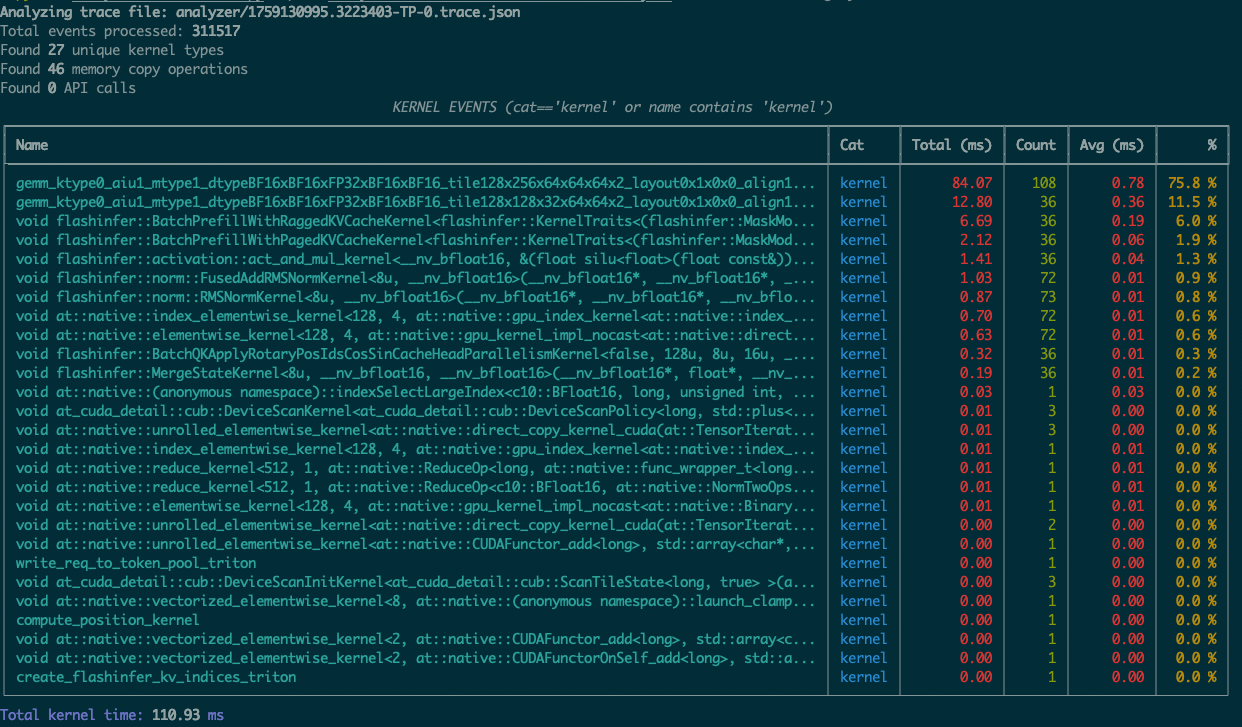 Analyzing trace file: analyzer/1759130995.3223403-TP-0.trace.json
Total events processed: 311517
Found 27 unique kernel types
Found 46 memory copy operations
Found 0 API calls
KERNEL EVENTS (cat=='kernel' or name contains 'kernel')
Name Cat Total (ms) Count Avg (ms) %
gemm_ktype0_aiu1_mtype1_dtypeBF16xBF16xFP32xBF16xBF16_tile128x256x64x64x64x2_layout0x1x0x0_align1... kernel 84.07 108 0.78 75.8 %
gemm_ktype0_aiu1_mtype1_dtypeBF16xBF16xFP32xBF16xBF16_tile128x128x32x64x64x2_layout0x1x0x0_align1... kernel 12.80 36 0.36 11.5 %
void flashinfer::BatchPrefillWithRaggedKVCacheKernel<flashinfer::KernelTraits<(flashinfer::MaskMo... kernel 6.69 36 0.19 6.0 %
void flashinfer::BatchPrefillWithPagedKVCacheKernel<flashinfer::KernelTraits<(flashinfer::MaskMod... kernel 2.12 36 0.06 1.9 %
void flashinfer::activation::act_and_mul_kernel<__nv_bfloat16, &(float silu<float>(float const&))... kernel 1.41 36 0.04 1.3 %
void flashinfer::norm::FusedAddRMSNormKernel<8u, __nv_bfloat16>(__nv_bfloat16*, __nv_bfloat16*, _... kernel 1.03 72 0.01 0.9 %
void flashinfer::norm::RMSNormKernel<8u, __nv_bfloat16>(__nv_bfloat16*, __nv_bfloat16*, __nv_bflo... kernel 0.87 73 0.01 0.8 %
void at::native::index_elementwise_kernel<128, 4, at::native::gpu_index_kernel<at::native::index_... kernel 0.70 72 0.01 0.6 %
void at::native::elementwise_kernel<128, 4, at::native::gpu_kernel_impl_nocast<at::native::direct... kernel 0.63 72 0.01 0.6 %
void flashinfer::BatchQKApplyRotaryPosIdsCosSinCacheHeadParallelismKernel<false, 128u, 8u, 16u, _... kernel 0.32 36 0.01 0.3 %
void flashinfer::MergeStateKernel<8u, __nv_bfloat16, __nv_bfloat16>(__nv_bfloat16*, float*, __nv_... kernel 0.19 36 0.01 0.2 %
void at::native::(anonymous namespace)::indexSelectLargeIndex<c10::BFloat16, long, unsigned int, ... kernel 0.03 1 0.03 0.0 %
void at_cuda_detail::cub::DeviceScanKernel<at_cuda_detail::cub::DeviceScanPolicy<long, std::plus<... kernel 0.01 3 0.00 0.0 %
void at::native::unrolled_elementwise_kernel<at::native::direct_copy_kernel_cuda(at::TensorIterat... kernel 0.01 3 0.00 0.0 %
void at::native::index_elementwise_kernel<128, 4, at::native::gpu_index_kernel<at::native::index_... kernel 0.01 1 0.01 0.0 %
void at::native::reduce_kernel<512, 1, at::native::ReduceOp<long, at::native::func_wrapper_t<long... kernel 0.01 1 0.01 0.0 %
void at::native::reduce_kernel<512, 1, at::native::ReduceOp<c10::BFloat16, at::native::NormTwoOps... kernel 0.01 1 0.01 0.0 %
void at::native::elementwise_kernel<128, 4, at::native::gpu_kernel_impl_nocast<at::native::Binary... kernel 0.01 1 0.01 0.0 %
void at::native::unrolled_elementwise_kernel<at::native::direct_copy_kernel_cuda(at::TensorIterat... kernel 0.00 2 0.00 0.0 %
void at::native::unrolled_elementwise_kernel<at::native::CUDAFunctor_add<long>, std::array<char*,... kernel 0.00 1 0.00 0.0 %
write_req_to_token_pool_triton kernel 0.00 1 0.00 0.0 %
void at_cuda_detail::cub::DeviceScanInitKernel<at_cuda_detail::cub::ScanTileState<long, true> >(a... kernel 0.00 3 0.00 0.0 %
void at::native::vectorized_elementwise_kernel<8, at::native::(anonymous namespace)::launch_clamp... kernel 0.00 1 0.00 0.0 %
compute_position_kernel kernel 0.00 1 0.00 0.0 %
void at::native::vectorized_elementwise_kernel<2, at::native::CUDAFunctor_add<long>, std::array<c... kernel 0.00 1 0.00 0.0 %
void at::native::vectorized_elementwise_kernel<2, at::native::CUDAFunctorOnSelf_add<long>, std::a... kernel 0.00 1 0.00 0.0 %
create_flashinfer_kv_indices_triton kernel 0.00 1 0.00 0.0 %
Total kernel time: 110.93 ms